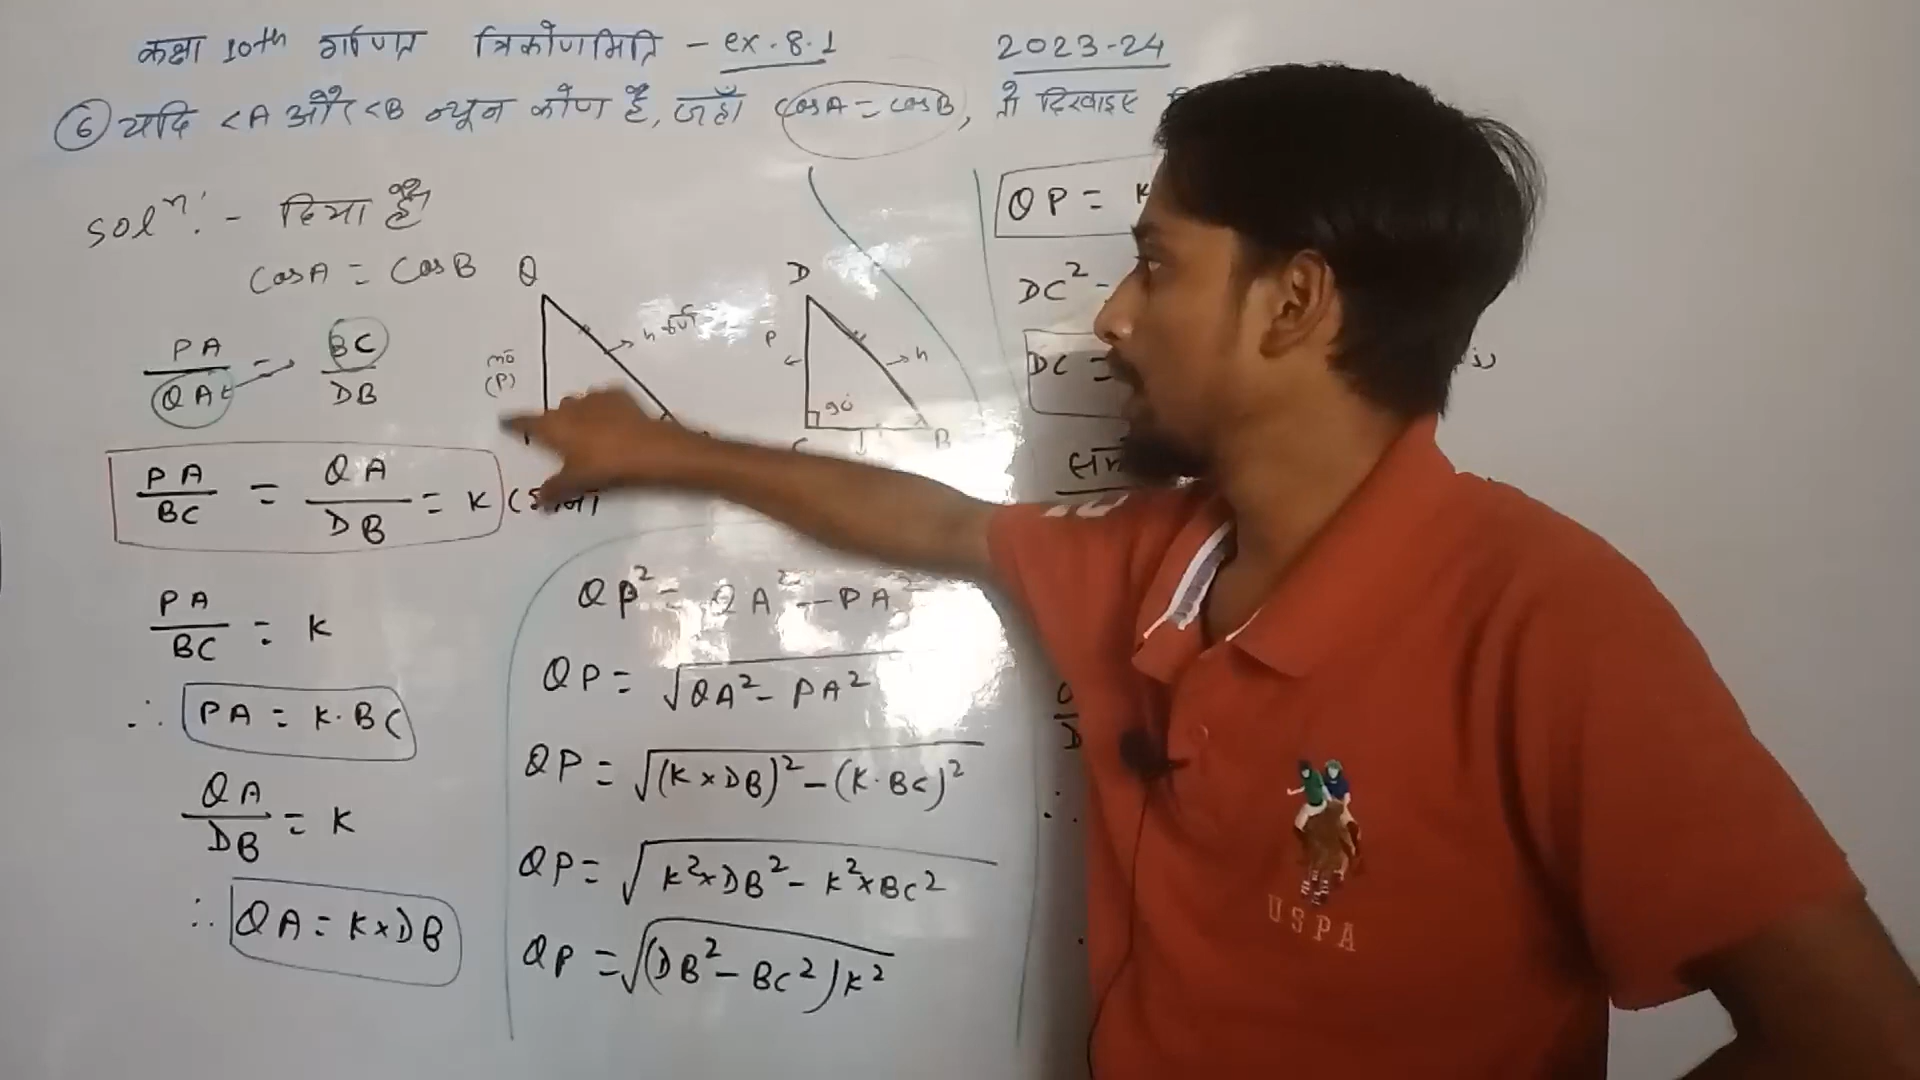 कक्षा 10th गणित त्रिकोणमिति - ex. 8.1 2023-24
⑥ यदि <A और <B न्यून कोण है, जहाँ cosA = cosB, तो दिखाइए
Solⁿ: - दिया है
CosA = CosB
Q
h कर्ण
(P)
D
P
h
90°
C
B
PA/QA = BC/DB
PA/BC = QA/DB = K
PA/BC = K
∴ PA = K·BC
QA/DB = K
∴ QA = K×DB
QP² = QA² - PA²
QP = √QA² - PA²
QP = √(K×DB)² - (K·BC)²
QP = √K²×DB² - K²×BC²
QP = √(DB² - BC²)K²
QP = K
DC² -
DC =
USPA